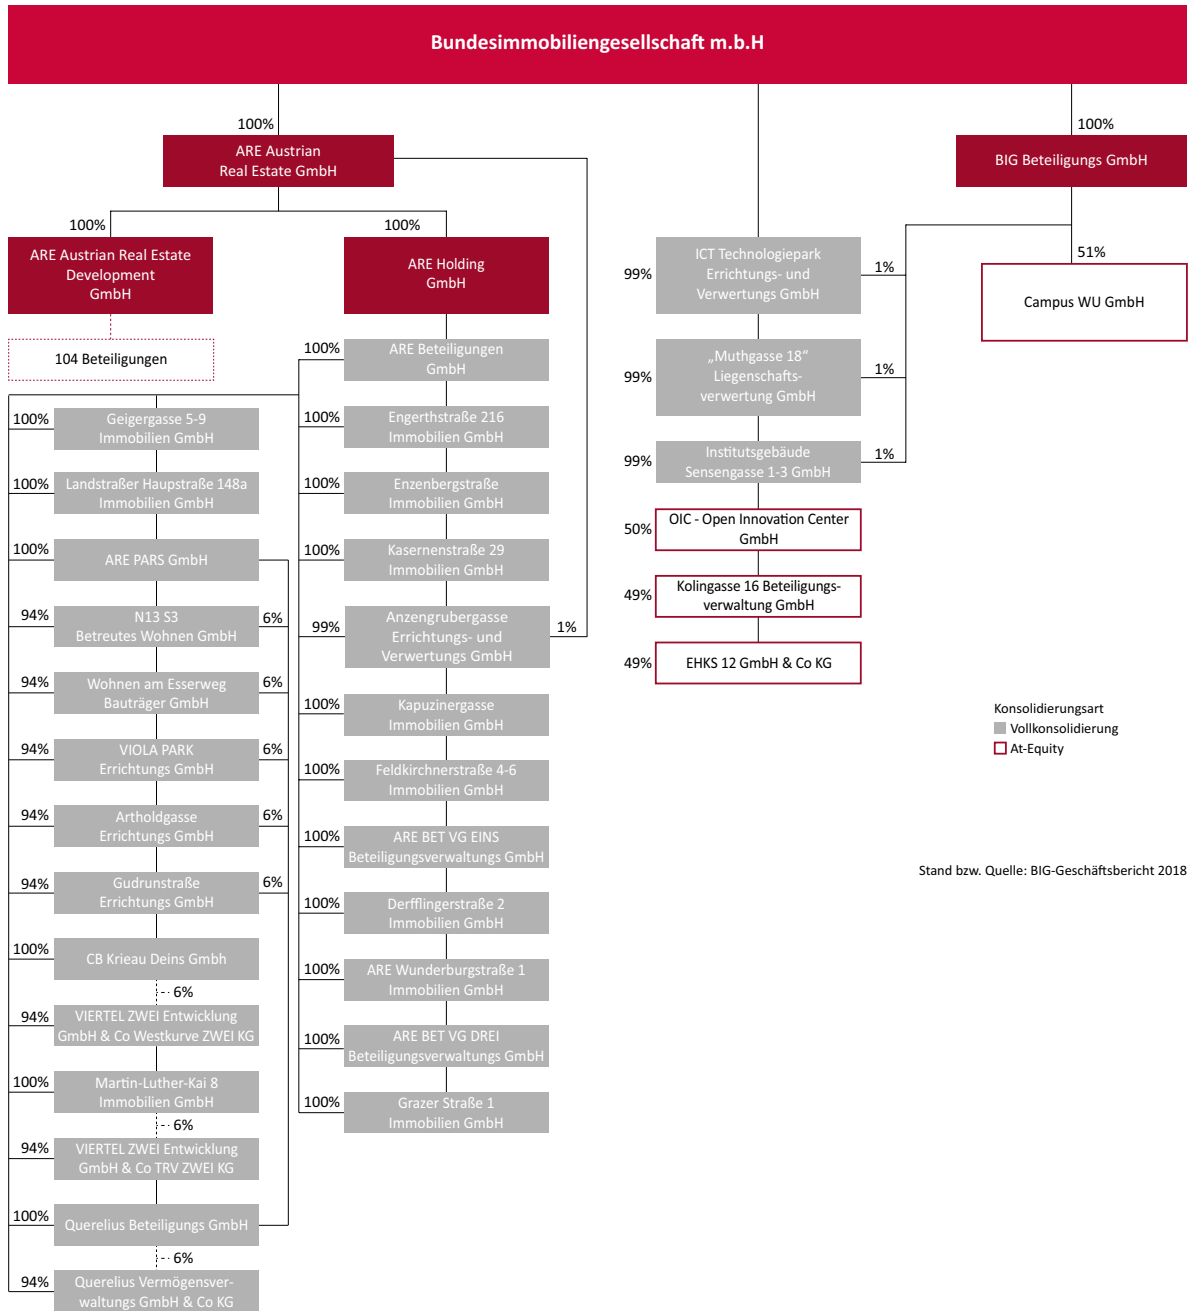 Bundesimmobiliengesellschaft m.b.H
100%
ARE Austrian
Real Estate GmbH
100%
BIG Beteiligungs GmbH
100%
ARE Austrian Real Estate
Development
GmbH
104 Beteiligungen
100%
ARE Holding
GmbH
100%
Geigergasse 5-9
Immobilien GmbH
100%
Landstraßer Haupstraße 148a
Immobilien GmbH
100%
ARE PARS GmbH
94%
N13 S3
Betreutes Wohnen GmbH
6%
94%
Wohnen am Esserweg
Bauträger GmbH
6%
94%
VIOLA PARK
Errichtungs GmbH
6%
94%
Artholdgasse
Errichtungs GmbH
6%
94%
Gudrunstraße
Errichtungs GmbH
6%
100%
CB Krieau Deins Gmbh
6%
94%
VIERTEL ZWEI Entwicklung
GmbH & Co Westkurve ZWEI KG
100%
Martin-Luther-Kai 8
Immobilien GmbH
6%
94%
VIERTEL ZWEI Entwicklung
GmbH & Co TRV ZWEI KG
100%
Querelius Beteiligungs GmbH
6%
94%
Querelius Vermögensver-
waltungs GmbH & Co KG
100%
ARE Beteiligungen
GmbH
100%
Engerthstraße 216
Immobilien GmbH
100%
Enzenbergstraße
Immobilien GmbH
100%
Kasernenstraße 29
Immobilien GmbH
99%
Anzengrubergasse
Errichtungs- und
Verwertungs GmbH
1%
100%
Kapuzinergasse
Immobilien GmbH
100%
Feldkirchnerstraße 4-6
Immobilien GmbH
100%
ARE BET VG EINS
Beteiligungsverwaltungs GmbH
100%
Derfflingerstraße 2
Immobilien GmbH
100%
ARE Wunderburgstraße 1
Immobilien GmbH
100%
ARE BET VG DREI
Beteiligungsverwaltungs GmbH
100%
Grazer Straße 1
Immobilien GmbH
99%
ICT Technologiepark
Errichtungs- und
Verwertungs GmbH
1%
99%
„Muthgasse 18“
Liegenschafts-
verwertung GmbH
1%
99%
Institutsgebäude
Sensengasse 1-3 GmbH
1%
50%
OIC - Open Innovation Center
GmbH
49%
Kolingasse 16 Beteiligungs-
verwaltung GmbH
49%
EHKS 12 GmbH & Co KG
51%
Campus WU GmbH
Konsolidierungsart
Vollkonsolidierung
At-Equity
Stand bzw. Quelle: BIG-Geschäftsbericht 2018